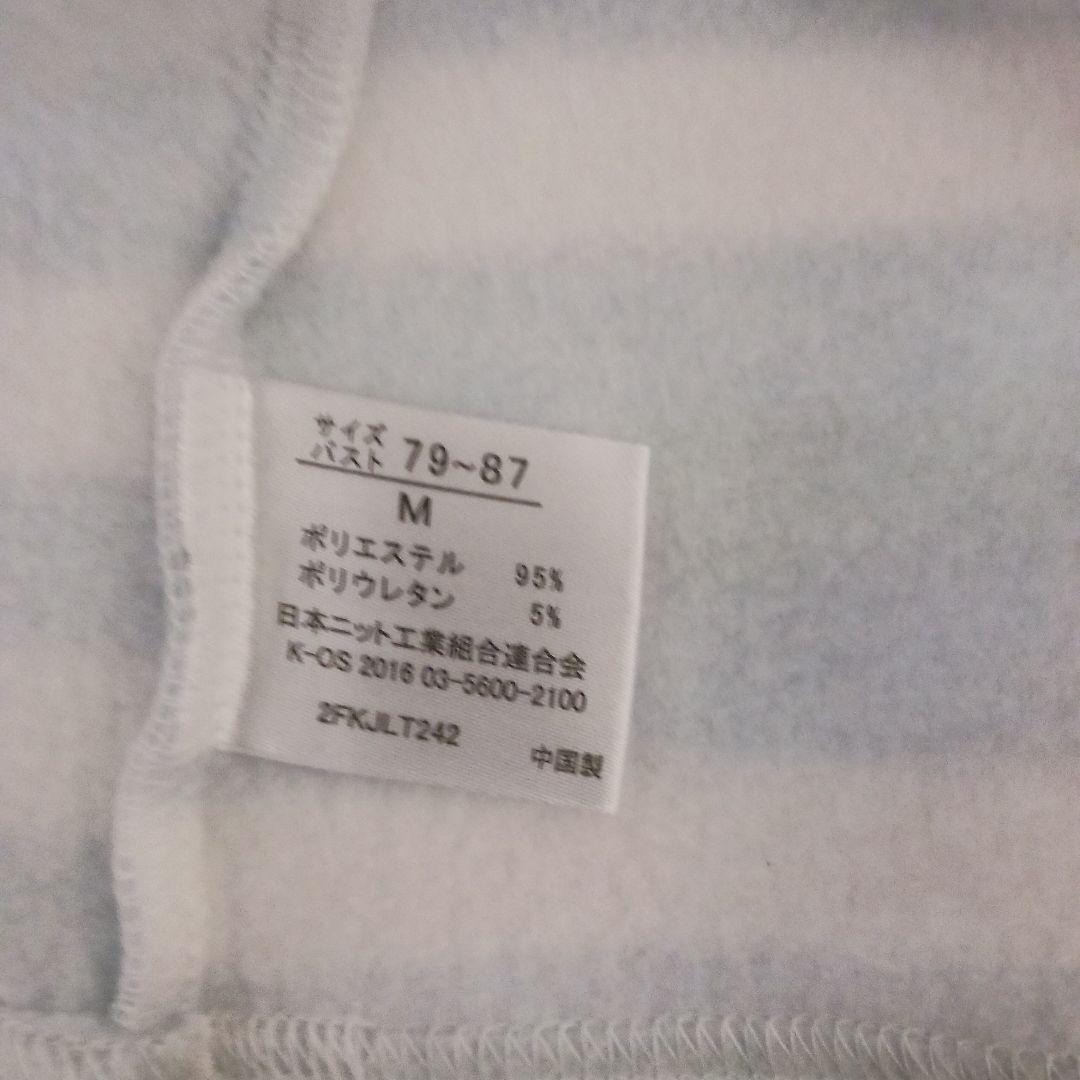 サイズ
バスト 79~87
M
ポリエステル 95%
ポリウレタン 5%
日本ニット工業組合連合会
K-OS 2016 03-5600-2100
2FKJLT242
中国製